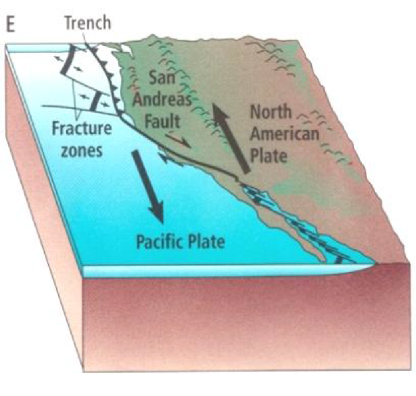 E
Trench
San
Andreas
Fault
North
American
Plate
Fracture
zones
Pacific Plate